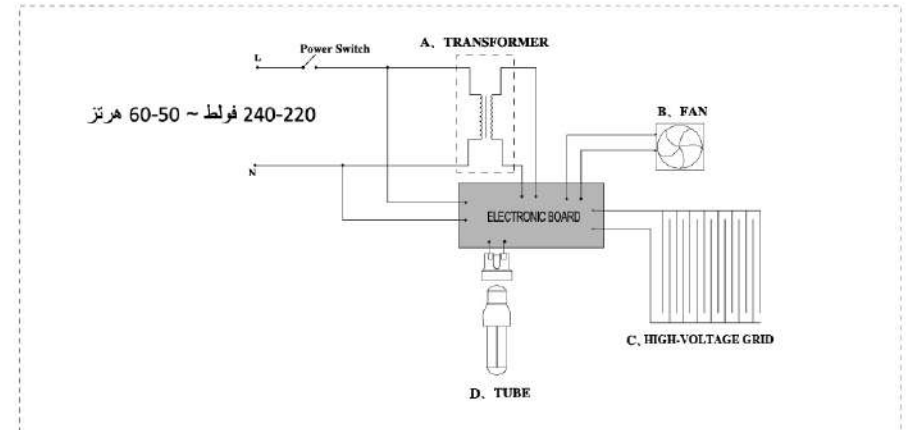 A、TRANSFORMER
Power Switch
L
240-220 فولط ~ 60-50 هرتز
B、FAN
N
ELECTRONIC BOARD
C、HIGH-VOLTAGE GRID
D、TUBE